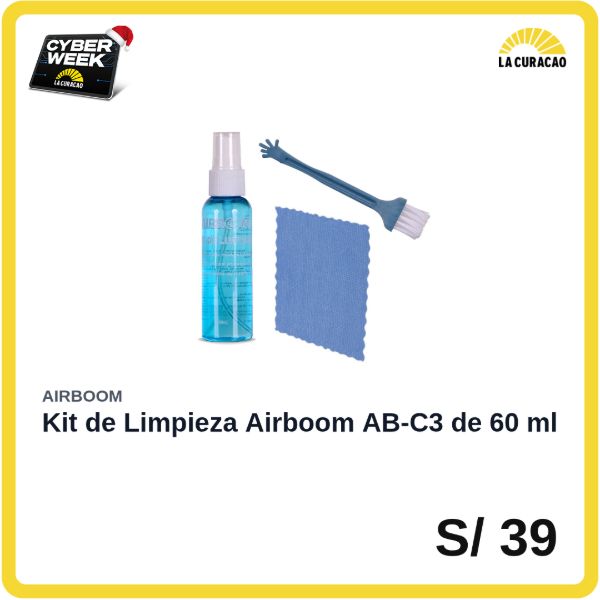 CYBER
WEEK
LA CURACAO
LA CURACAO
AIRBOOM
Kit de Limpieza Airboom AB-C3 de 60 ml
S/ 39